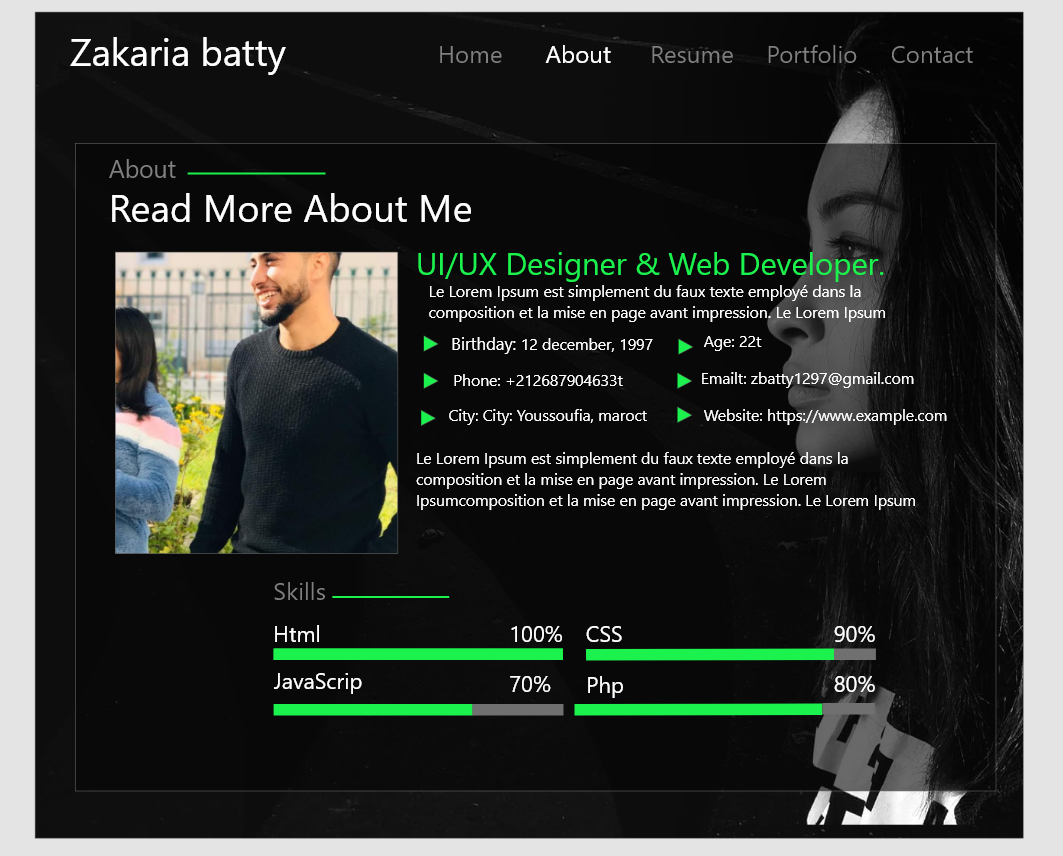 Zakaria batty
Home About Resume Portfolio Contact
About
Read More About Me
UI/UX Designer & Web Developer.
Le Lorem Ipsum est simplement du faux texte employé dans la
composition et la mise en page avant impression. Le Lorem Ipsum
Birthday: 12 december, 1997
Age: 22t
Phone: +212687904633t
Emailt: zbatty1297@gmail.com
City: City: Youssoufia, maroct
Website: https://www.example.com
Le Lorem Ipsum est simplement du faux texte employé dans la
composition et la mise en page avant impression. Le Lorem
Ipsumcomposition et la mise en page avant impression. Le Lorem Ipsum
Skills
Html 100%
CSS 90%
JavaScrip 70%
Php 80%